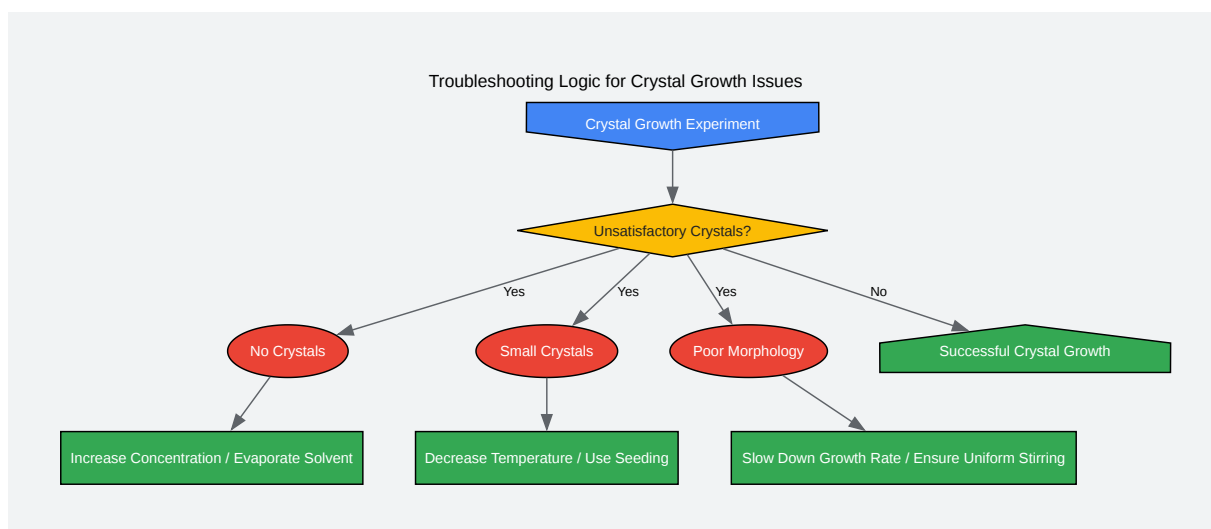 Troubleshooting Logic for Crystal Growth Issues
Crystal Growth Experiment
Unsatisfactory Crystals?
Yes
Yes
Yes
No
No Crystals
Small Crystals
Poor Morphology
Successful Crystal Growth
Increase Concentration / Evaporate Solvent
Decrease Temperature / Use Seeding
Slow Down Growth Rate / Ensure Uniform Stirring